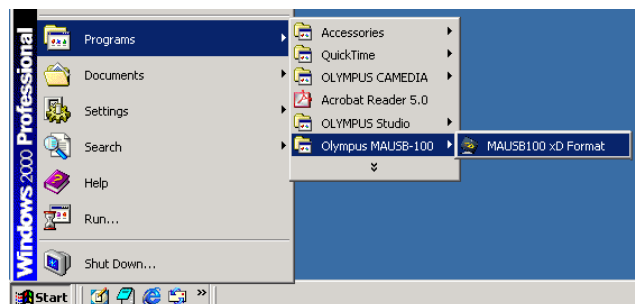 Windows 2000 Professional
Programs
Documents
Settings
Search
Help
Run...
Shut Down...
Accessories
QuickTime
OLYMPUS CAMEDIA
Acrobat Reader 5.0
OLYMPUS Studio
Olympus MAUSB-100
MAUSB100 xD Format
Start